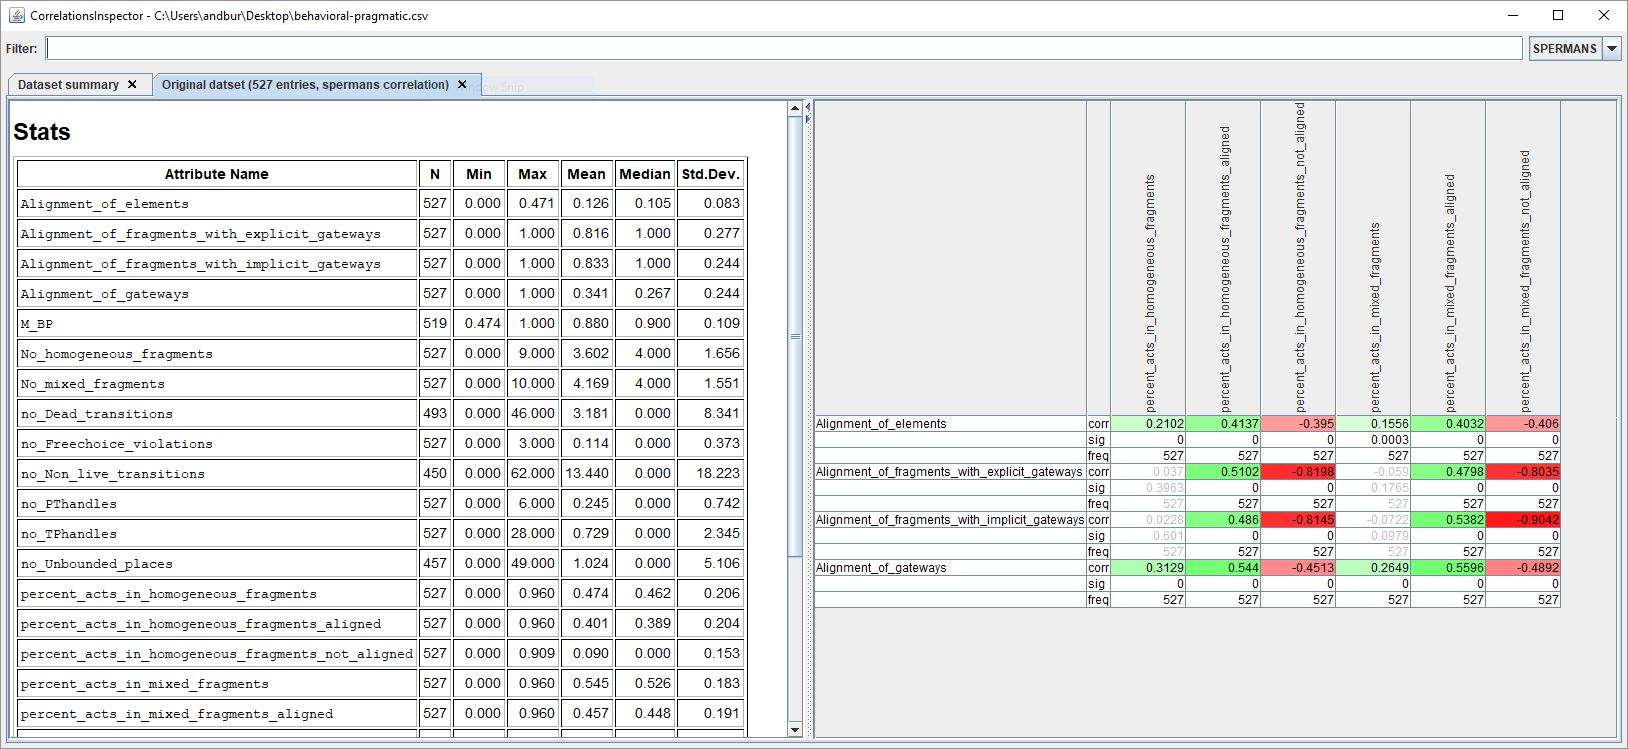 CorrelationsInspector - C:\Users\andbur\Desktop\behavioral-pragmatic.csv
Filter: SPERMANS
Dataset summary Original datset (527 entries, spermans correlation) ndow Snip
Stats
Attribute Name N Min Max Mean Median Std.Dev.
Alignment_of_elements 527 0.000 0.471 0.126 0.105 0.083
Alignment_of_fragments_with_explicit_gateways 527 0.000 1.000 0.816 1.000 0.277
Alignment_of_fragments_with_implicit_gateways 527 0.000 1.000 0.833 1.000 0.244
Alignment_of_gateways 527 0.000 1.000 0.341 0.267 0.244
M_BP 519 0.474 1.000 0.880 0.900 0.109
No_homogeneous_fragments 527 0.000 9.000 3.602 4.000 1.656
No_mixed_fragments 527 0.000 10.000 4.169 4.000 1.551
no_Dead_transitions 493 0.000 46.000 3.181 0.000 8.341
no_Freechoice_violations 527 0.000 3.000 0.114 0.000 0.373
no_Non_live_transitions 450 0.000 62.000 13.440 0.000 18.223
no_PThandles 527 0.000 6.000 0.245 0.000 0.742
no_TPhandles 527 0.000 28.000 0.729 0.000 2.345
no_Unbounded_places 457 0.000 49.000 1.024 0.000 5.106
percent_acts_in_homogeneous_fragments 527 0.000 0.960 0.474 0.462 0.206
percent_acts_in_homogeneous_fragments_aligned 527 0.000 0.960 0.401 0.389 0.204
percent_acts_in_homogeneous_fragments_not_aligned 527 0.000 0.909 0.090 0.000 0.153
percent_acts_in_mixed_fragments 527 0.000 0.960 0.545 0.526 0.183
percent_acts_in_mixed_fragments_aligned 527 0.000 0.960 0.457 0.448 0.191
percent_acts_in_homogeneous_fragments
percent_acts_in_homogeneous_fragments_aligned
percent_acts_in_homogeneous_fragments_not_aligned
percent_acts_in_mixed_fragments
percent_acts_in_mixed_fragments_aligned
percent_acts_in_mixed_fragments_not_aligned
Alignment_of_elements corr 0.2102 0.4137 -0.395 0.1556 0.4032 -0.406
sig 0 0 0 0.0003 0 0
freq 527 527 527 527 527 527
Alignment_of_fragments_with_explicit_gateways corr 0.037 0.5102 -0.8198 -0.059 0.4798 -0.8035
sig 0.3963 0 0 0.1765 0 0
freq 527 527 527 527 527 527
Alignment_of_fragments_with_implicit_gateways corr 0.0228 0.486 -0.8145 -0.0722 0.5382 -0.9042
sig 0.601 0 0 0.0979 0 0
freq 527 527 527 527 527 527
Alignment_of_gateways corr 0.3129 0.544 -0.4513 0.2649 0.5596 -0.4892
sig 0 0 0 0 0 0
freq 527 527 527 527 527 527